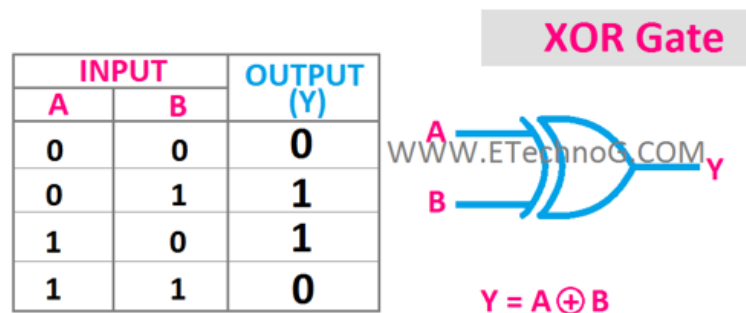 XOR Gate
INPUT OUTPUT (Y)
A B
0 0 0
0 1 1
1 0 1
1 1 0
A
WWW.ETechnoG.COM
Y
B
Y = A ⊕ B